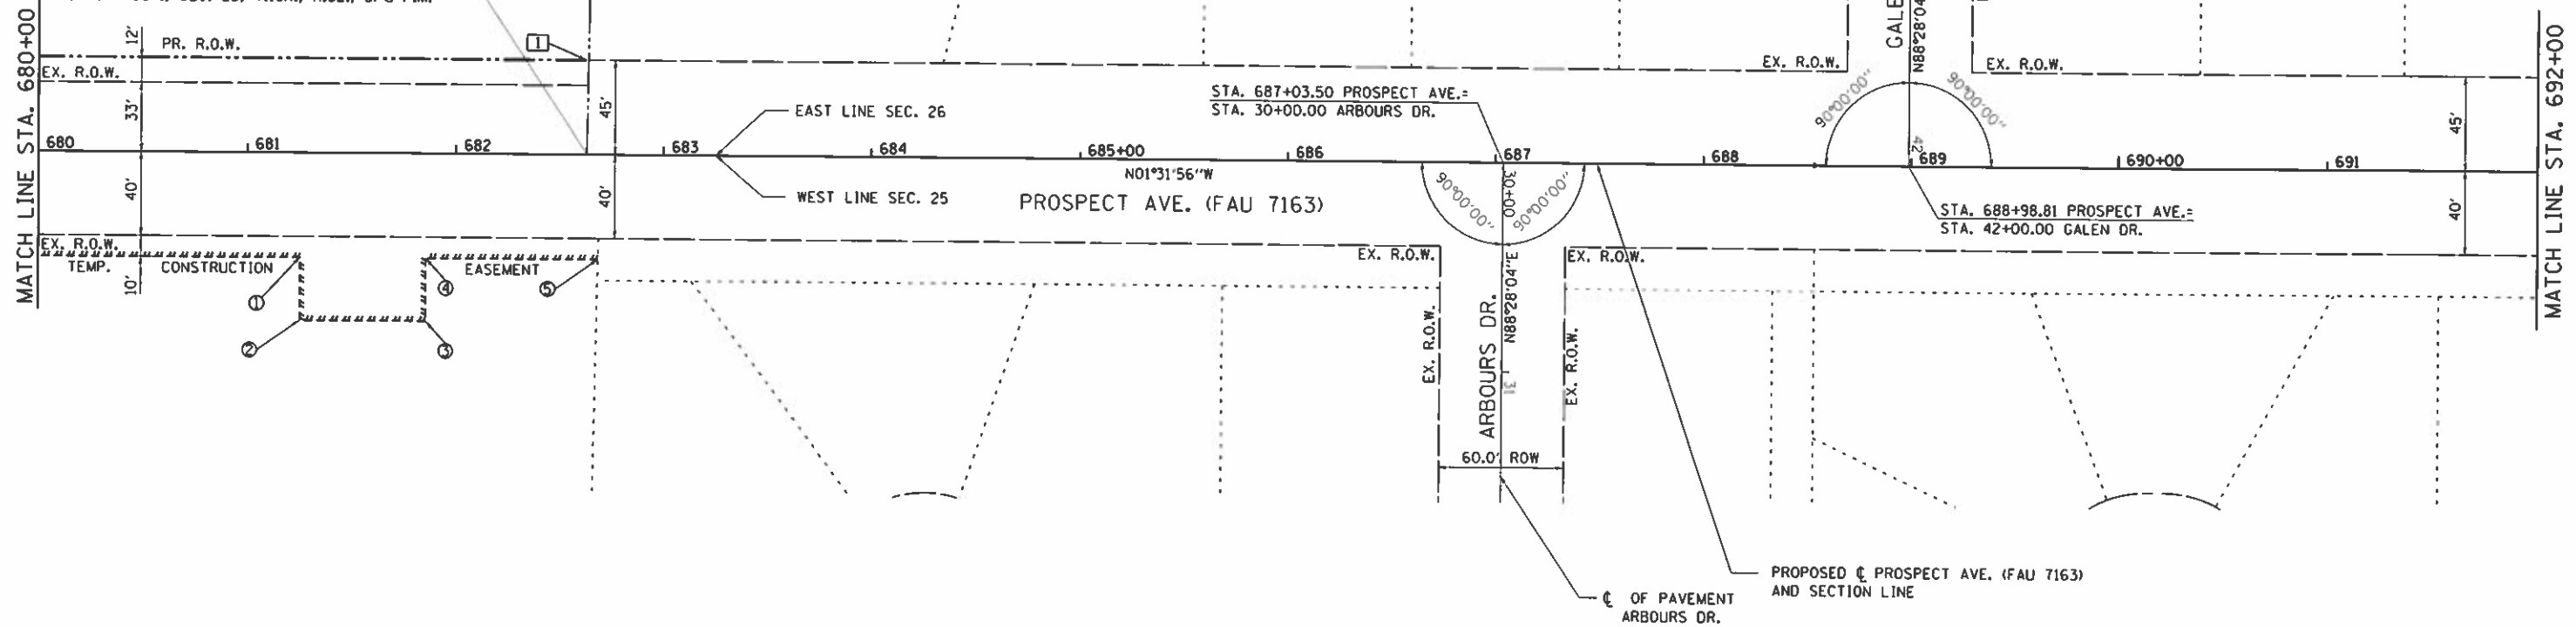 MATCH LINE STA. 680+00
12'
PR. R.O.W.
1
EX. R.O.W.
33'
45'
EAST LINE SEC. 26
STA. 687+03.50 PROSPECT AVE.=
STA. 30+00.00 ARBOURS DR.
EX. R.O.W.
GALE
N88°28'04
EX. R.O.W.
90°00'00"
90°00'00"
45'
MATCH LINE STA. 692+00
680
681
682
683
684
685+00
686
687
688
42
689
690+00
691
N01°31'56"W
40'
40'
WEST LINE SEC. 25
PROSPECT AVE. (FAU 7163)
90°00'00"
30+00
90°00'00"
STA. 688+98.81 PROSPECT AVE.=
STA. 42+00.00 GALEN DR.
40'
EX. R.O.W.
TEMP. CONSTRUCTION EASEMENT
10'
1
2
3
4
5
EX. R.O.W.
EX. R.O.W.
EX. R.O.W.
ARBOURS DR.
N88°28'04"E
31
EX. R.O.W.
60.0' ROW
PROPOSED ℄ PROSPECT AVE. (FAU 7163)
AND SECTION LINE
℄ OF PAVEMENT
ARBOURS DR.